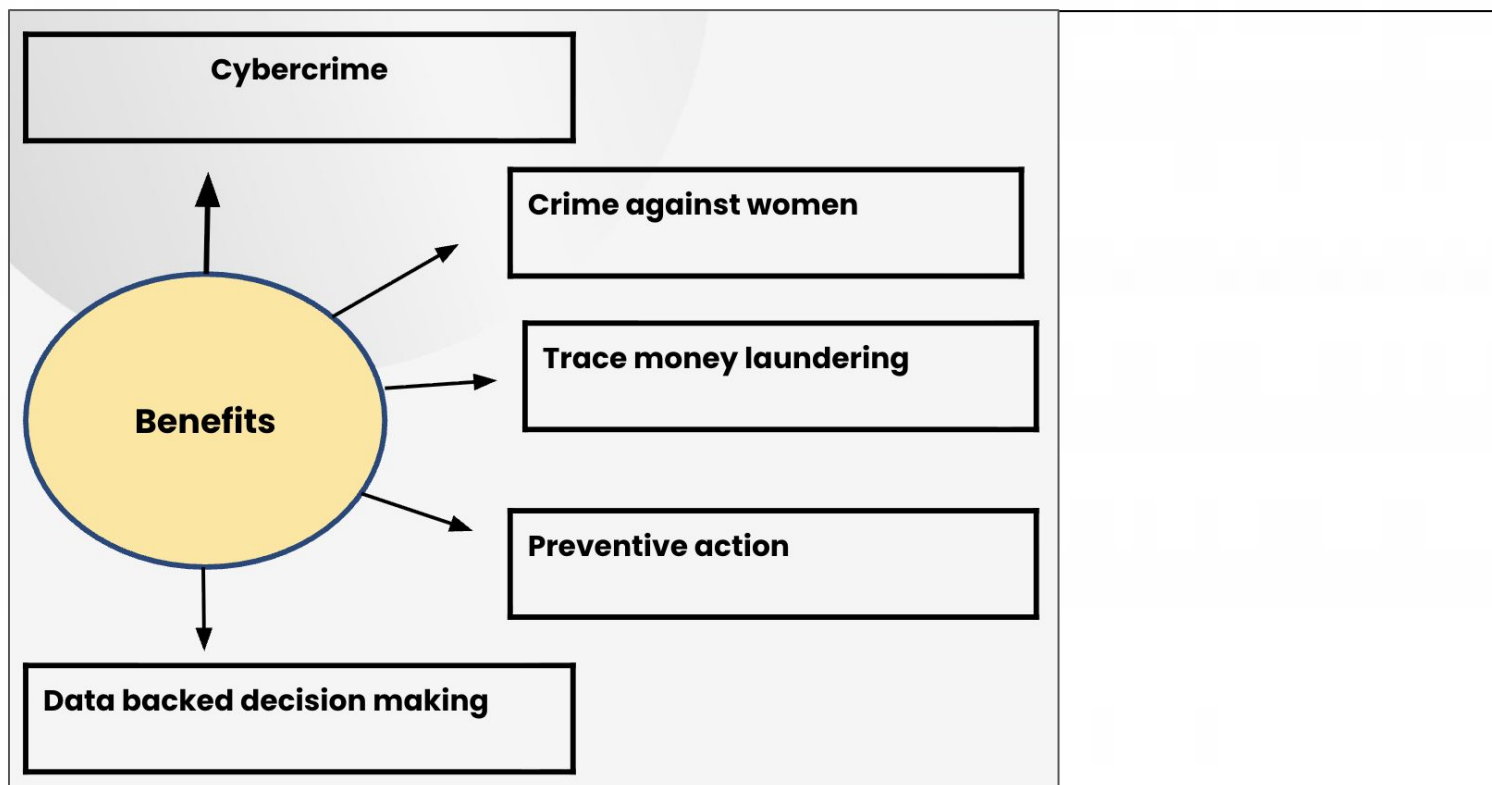 Cybercrime
Crime against women
Trace money laundering
Benefits
Preventive action
Data backed decision making